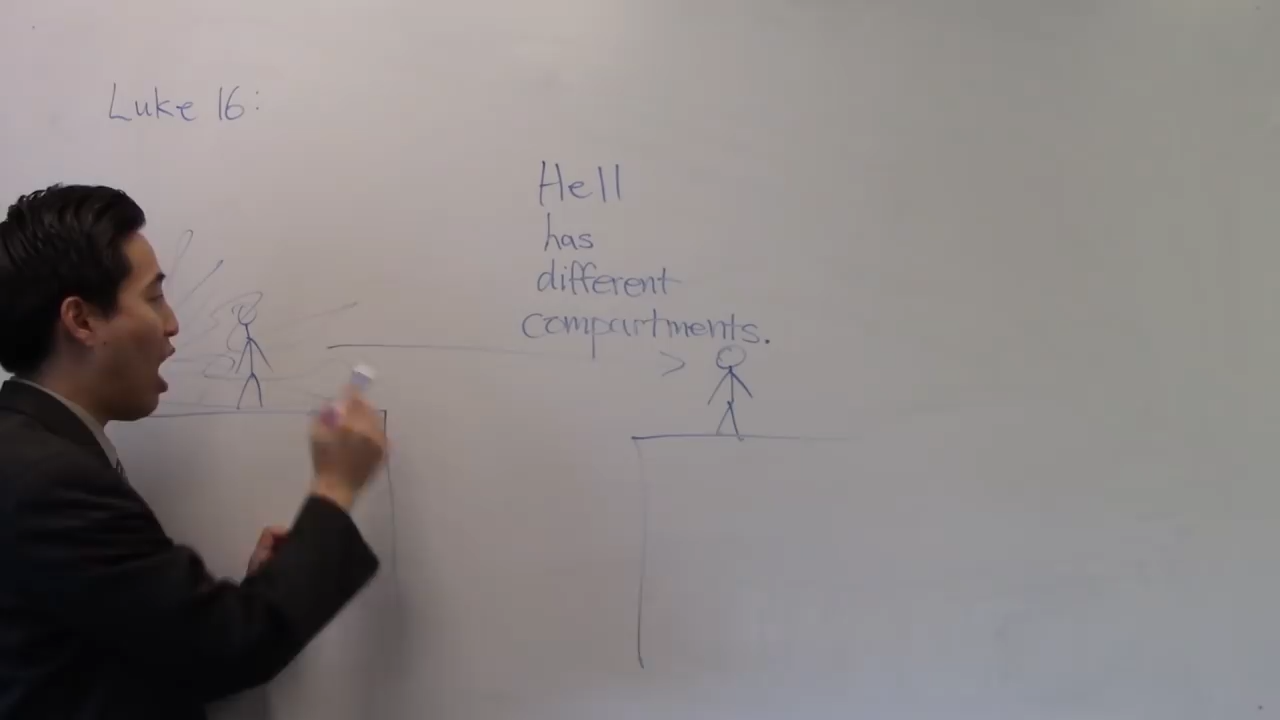 Luke 16:
Hell
has
different
compartments.